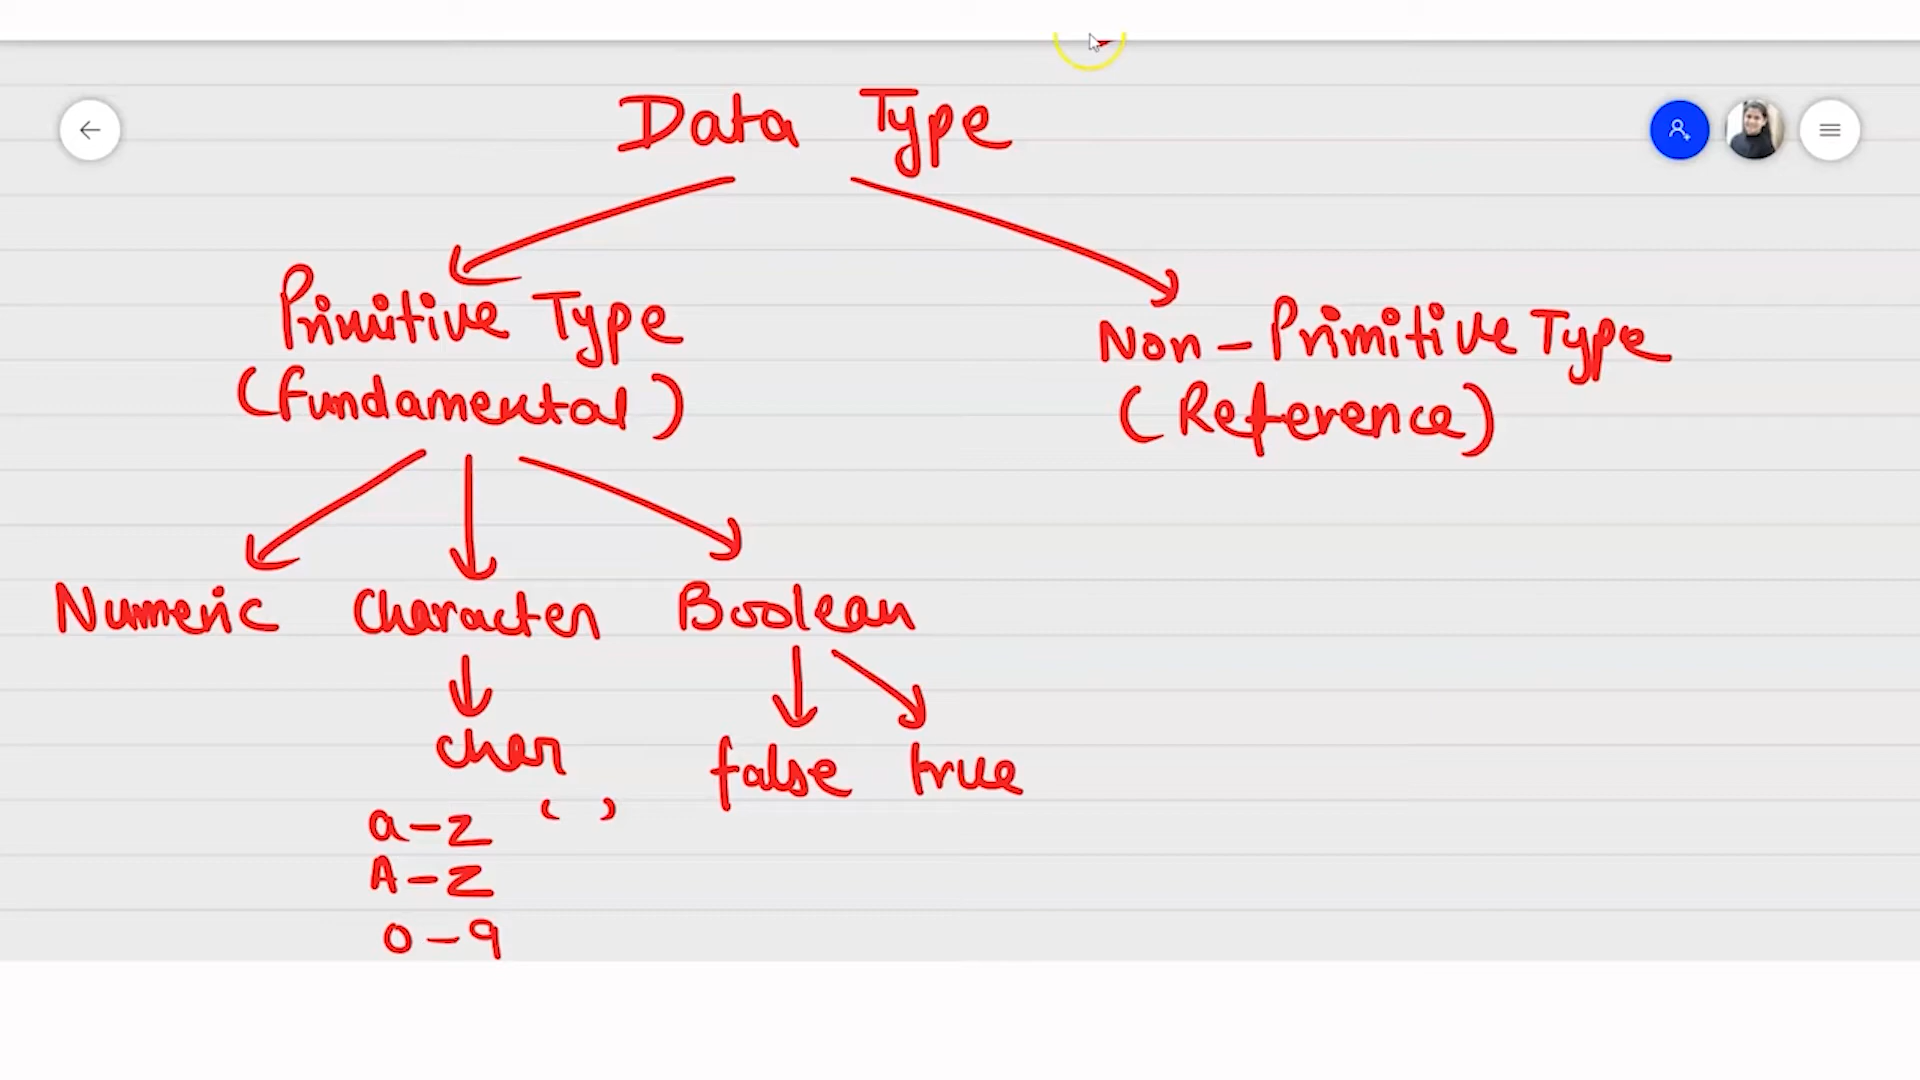 Data Type
Primitive Type
(Fundamental)
Non-Primitive Type
(Reference)
Numeric Character Boolean
char
false true
a-z ‘ ’
A-Z
0-9